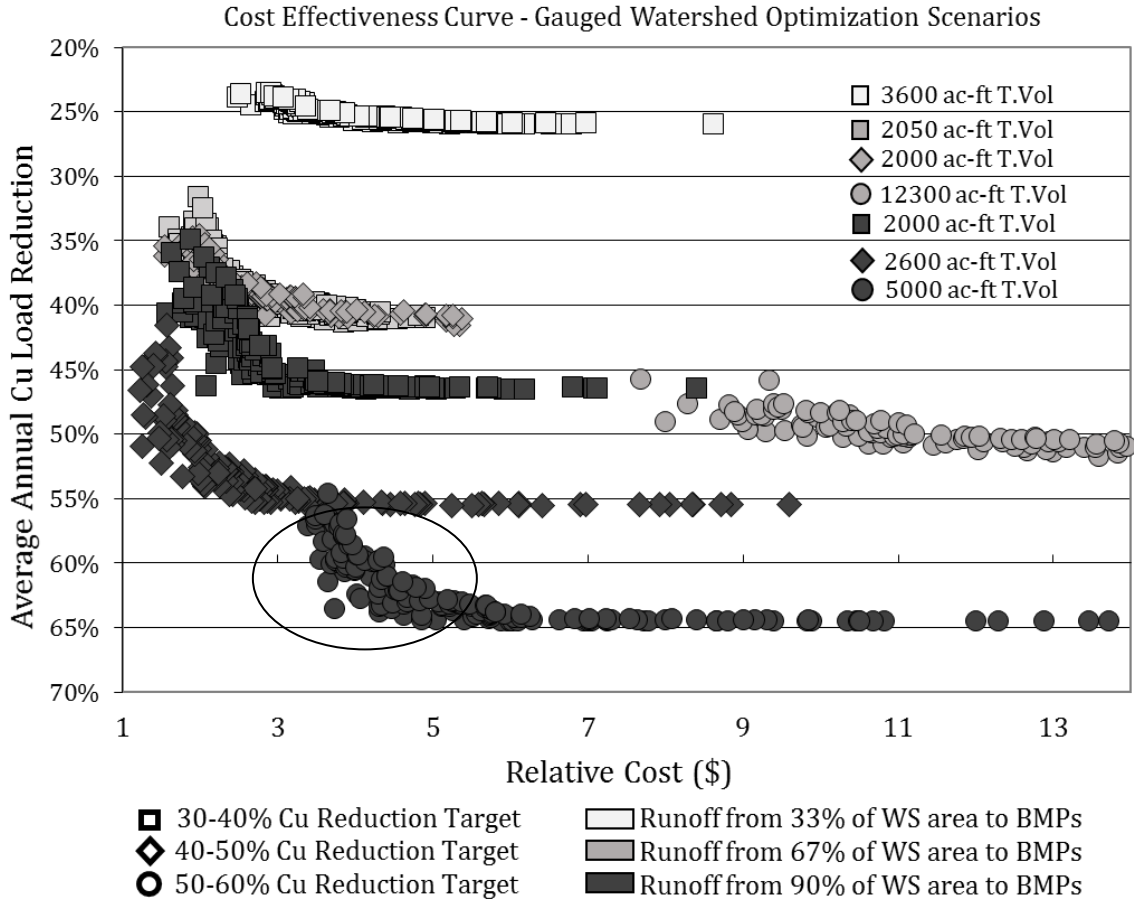 Cost Effectiveness Curve - Gauged Watershed Optimization Scenarios
Average Annual Cu Load Reduction
20%
25%
30%
35%
40%
45%
50%
55%
60%
65%
70%
3600 ac-ft T.Vol
2050 ac-ft T.Vol
2000 ac-ft T.Vol
12300 ac-ft T.Vol
2000 ac-ft T.Vol
2600 ac-ft T.Vol
5000 ac-ft T.Vol
1 3 5 7 9 11 13
Relative Cost ($)
30-40% Cu Reduction Target
40-50% Cu Reduction Target
50-60% Cu Reduction Target
Runoff from 33% of WS area to BMPs
Runoff from 67% of WS area to BMPs
Runoff from 90% of WS area to BMPs